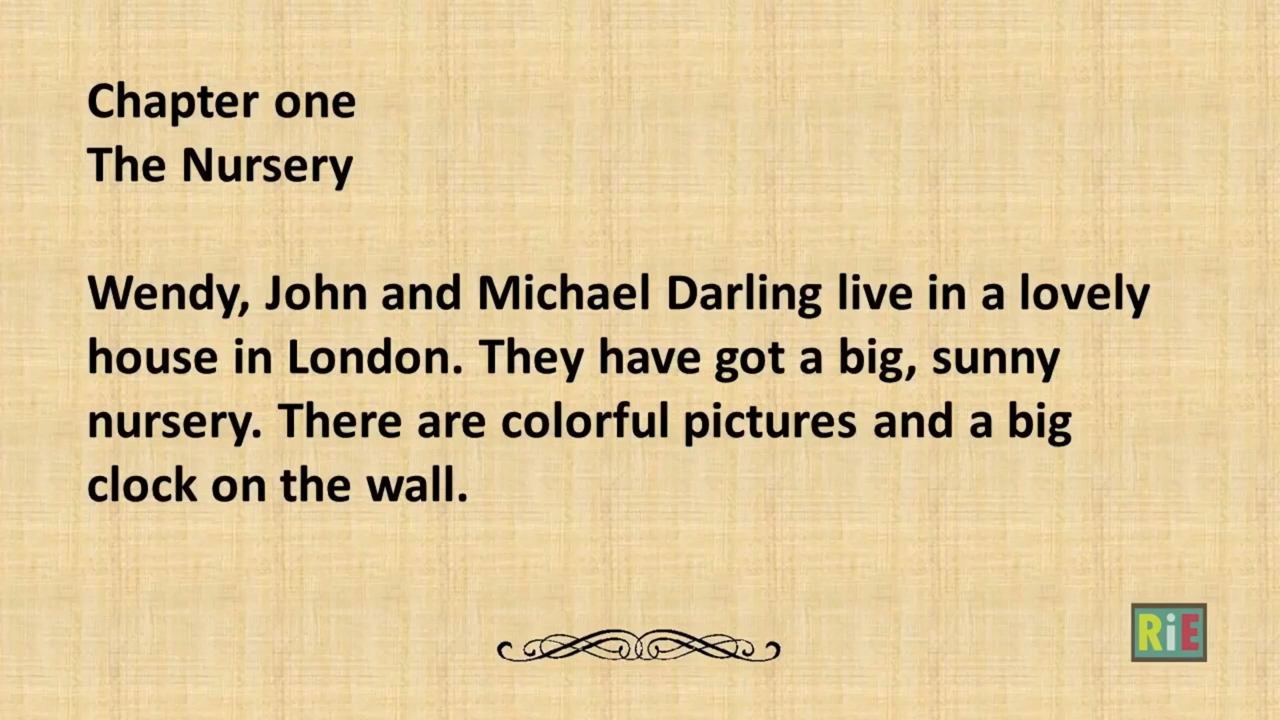 Chapter one
The Nursery
Wendy, John and Michael Darling live in a lovely
house in London. They have got a big, sunny
nursery. There are colorful pictures and a big
clock on the wall.
RiE